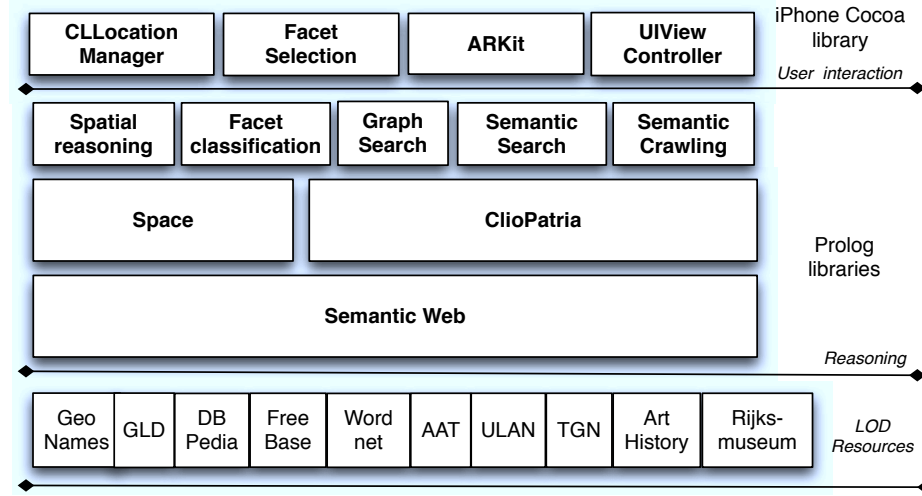 CLLocation
Manager
Facet
Selection
ARKit
UIView
Controller
iPhone Cocoa
library
User interaction
Spatial
reasoning
Facet
classification
Graph
Search
Semantic
Search
Semantic
Crawling
Space
ClioPatria
Prolog
libraries
Semantic Web
Reasoning
Geo
Names
GLD
DB
Pedia
Free
Base
Word
net
AAT
ULAN
TGN
Art
History
Rijks-
museum
LOD
Resources